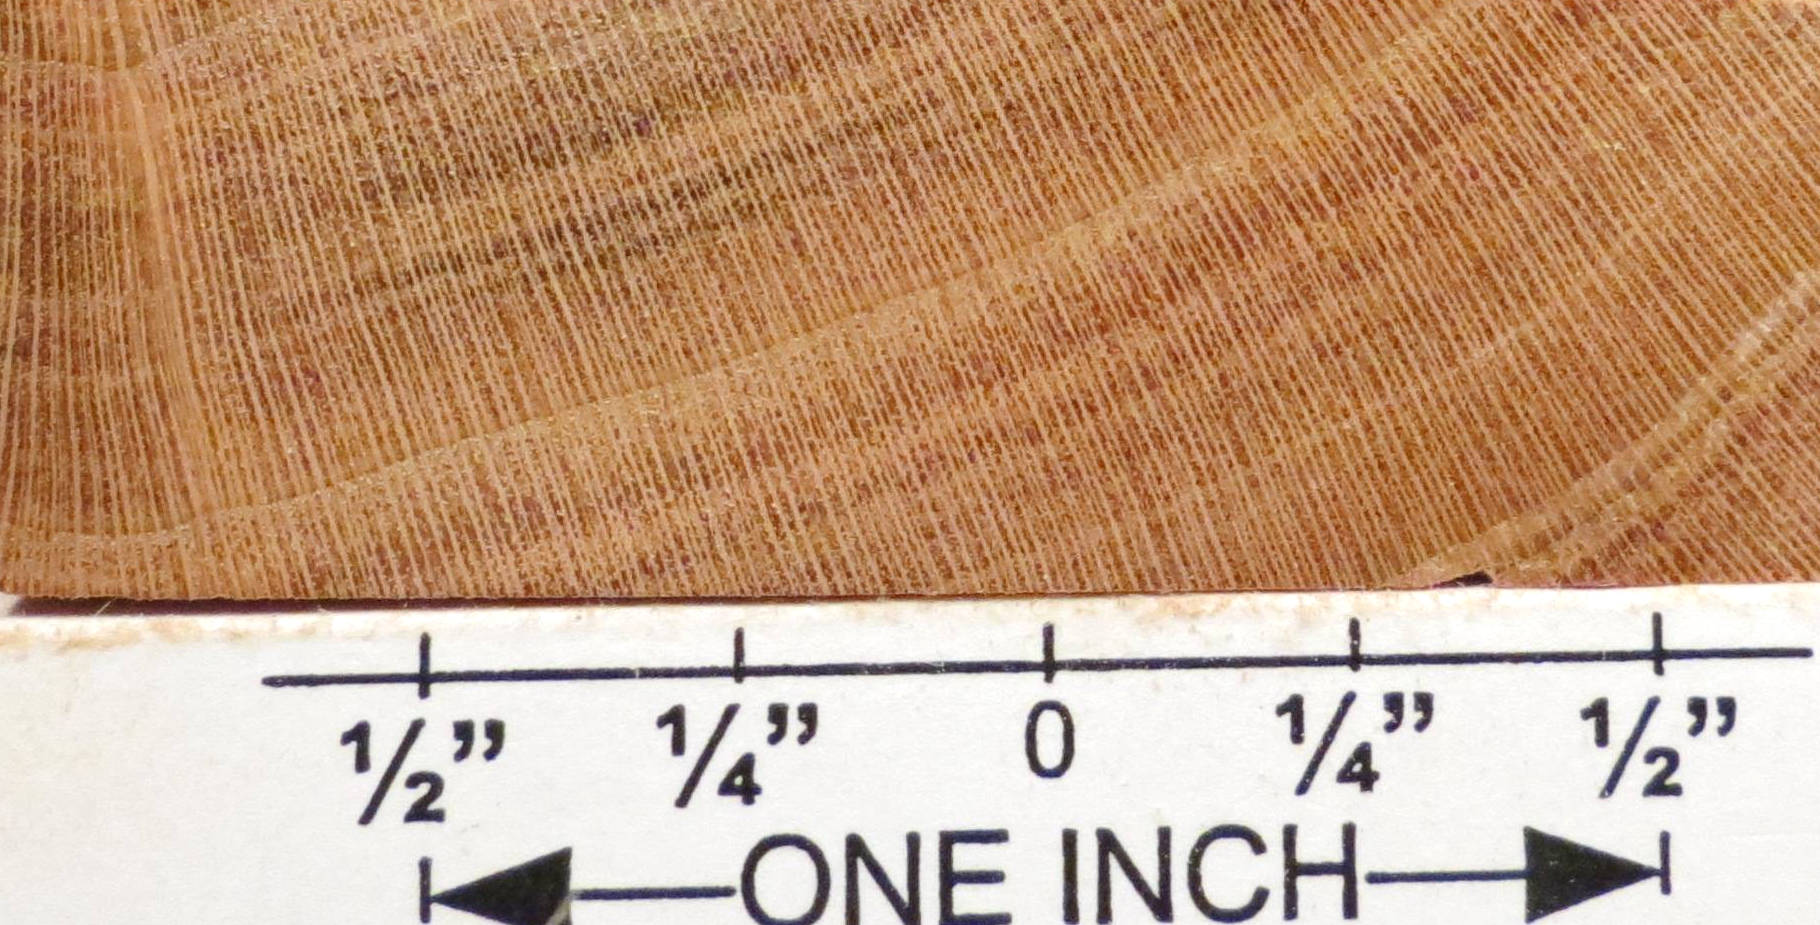 ½” ¼” 0 ¼” ½”
ONE INCH